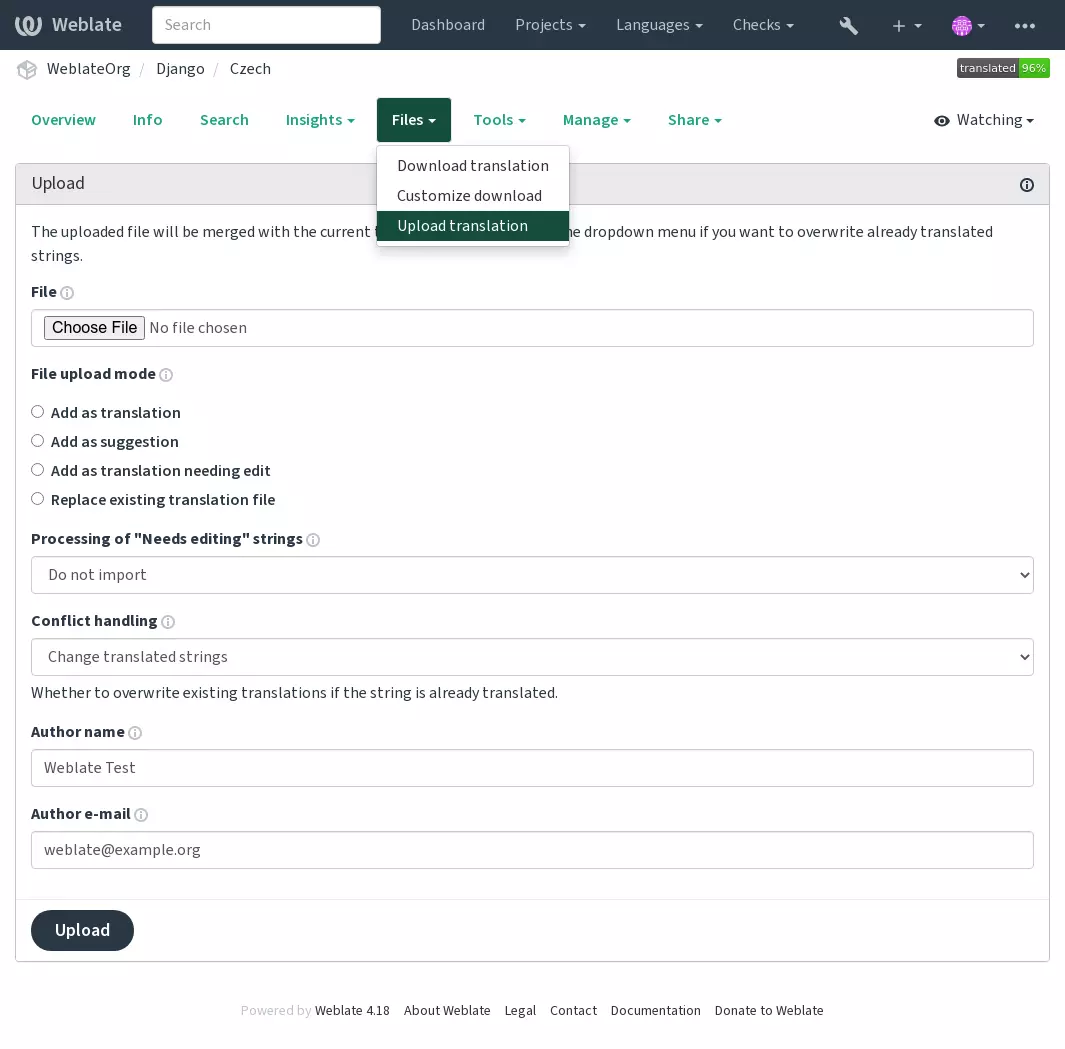 Weblate
Search
Dashboard
Projects
Languages
Checks
WeblateOrg / Django / Czech
translated 96%
Overview
Info
Search
Insights
Files
Tools
Manage
Share
Watching
Download translation
Customize download
Upload translation
Upload
The uploaded file will be merged with the current t
e dropdown menu if you want to overwrite already translated
strings.
File
Choose File No file chosen
File upload mode
Add as translation
Add as suggestion
Add as translation needing edit
Replace existing translation file
Processing of "Needs editing" strings
Do not import
Conflict handling
Change translated strings
Whether to overwrite existing translations if the string is already translated.
Author name
Weblate Test
Author e-mail
weblate@example.org
Upload
Powered by Weblate 4.18 About Weblate Legal Contact Documentation Donate to Weblate